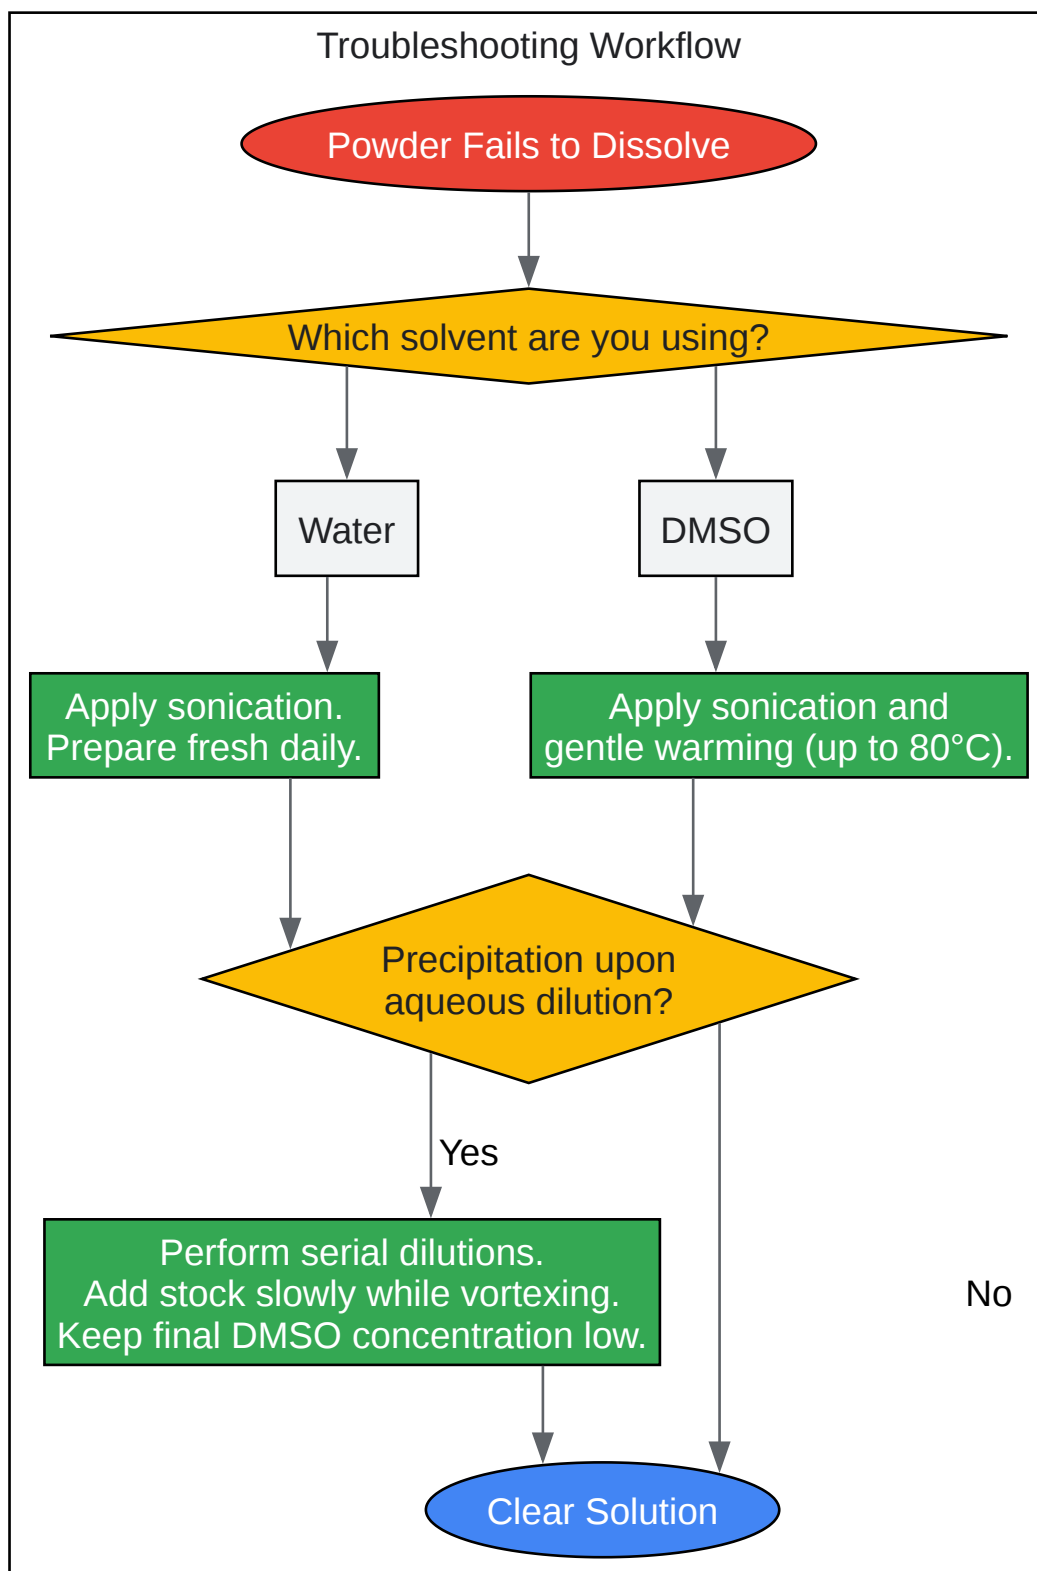 Troubleshooting Workflow
Powder Fails to Dissolve
Which solvent are you using?
Water
DMSO
Apply sonication.
Prepare fresh daily.
Apply sonication and
gentle warming (up to 80°C).
Precipitation upon
aqueous dilution?
Yes
Perform serial dilutions.
Add stock slowly while vortexing.
Keep final DMSO concentration low.
No
Clear Solution